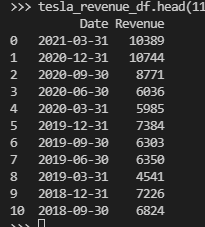 >>> tesla_revenue_df.head(11
Date Revenue
0 2021-03-31 10389
1 2020-12-31 10744
2 2020-09-30 8771
3 2020-06-30 6036
4 2020-03-31 5985
5 2019-12-31 7384
6 2019-09-30 6303
7 2019-06-30 6350
8 2019-03-31 4541
9 2018-12-31 7226
10 2018-09-30 6824
>>>